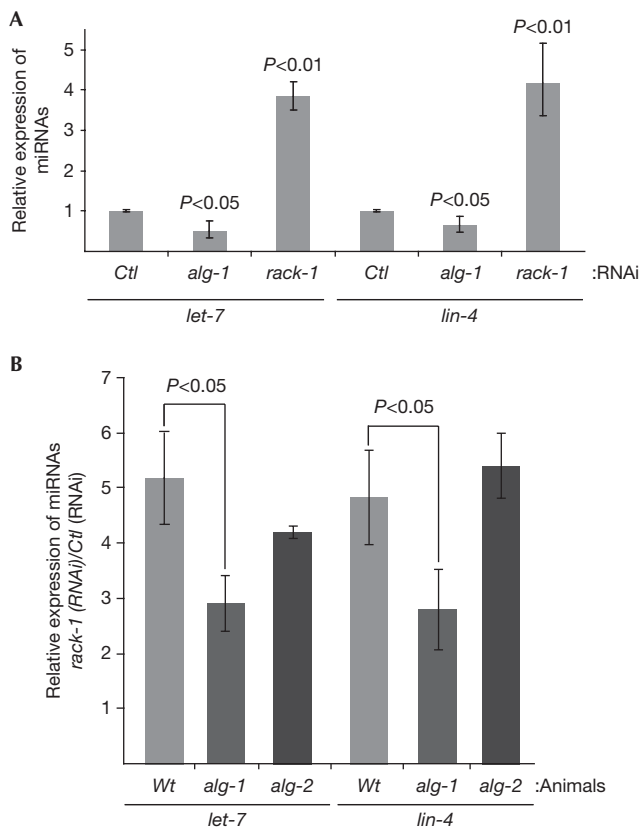 A
Relative expression of
miRNAs
5
4
3
2
1
P<0.05
P<0.01
P<0.05
P<0.01
Ctl alg-1 rack-1 Ctl alg-1 rack-1 :RNAi
let-7 lin-4
B
Relative expression of miRNAs
rack-1 (RNAi)/Ctl (RNAi)
7
6
5
4
3
2
1
P<0.05
P<0.05
Wt alg-1 alg-2 Wt alg-1 alg-2 :Animals
let-7 lin-4